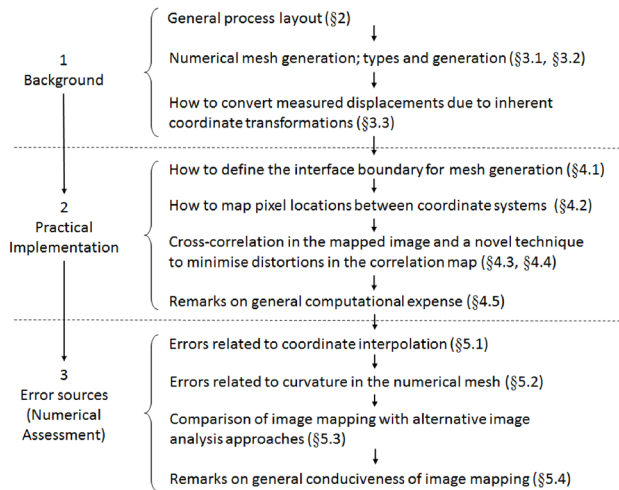 1
Background
General process layout (§2)
Numerical mesh generation; types and generation (§3.1, §3.2)
How to convert measured displacements due to inherent
coordinate transformations (§3.3)
2
Practical
Implementation
How to define the interface boundary for mesh generation (§4.1)
How to map pixel locations between coordinate systems (§4.2)
Cross-correlation in the mapped image and a novel technique
to minimise distortions in the correlation map (§4.3, §4.4)
Remarks on general computational expense (§4.5)
3
Error sources
(Numerical
Assessment)
Errors related to coordinate interpolation (§5.1)
Errors related to curvature in the numerical mesh (§5.2)
Comparison of image mapping with alternative image
analysis approaches (§5.3)
Remarks on general conduciveness of image mapping (§5.4)